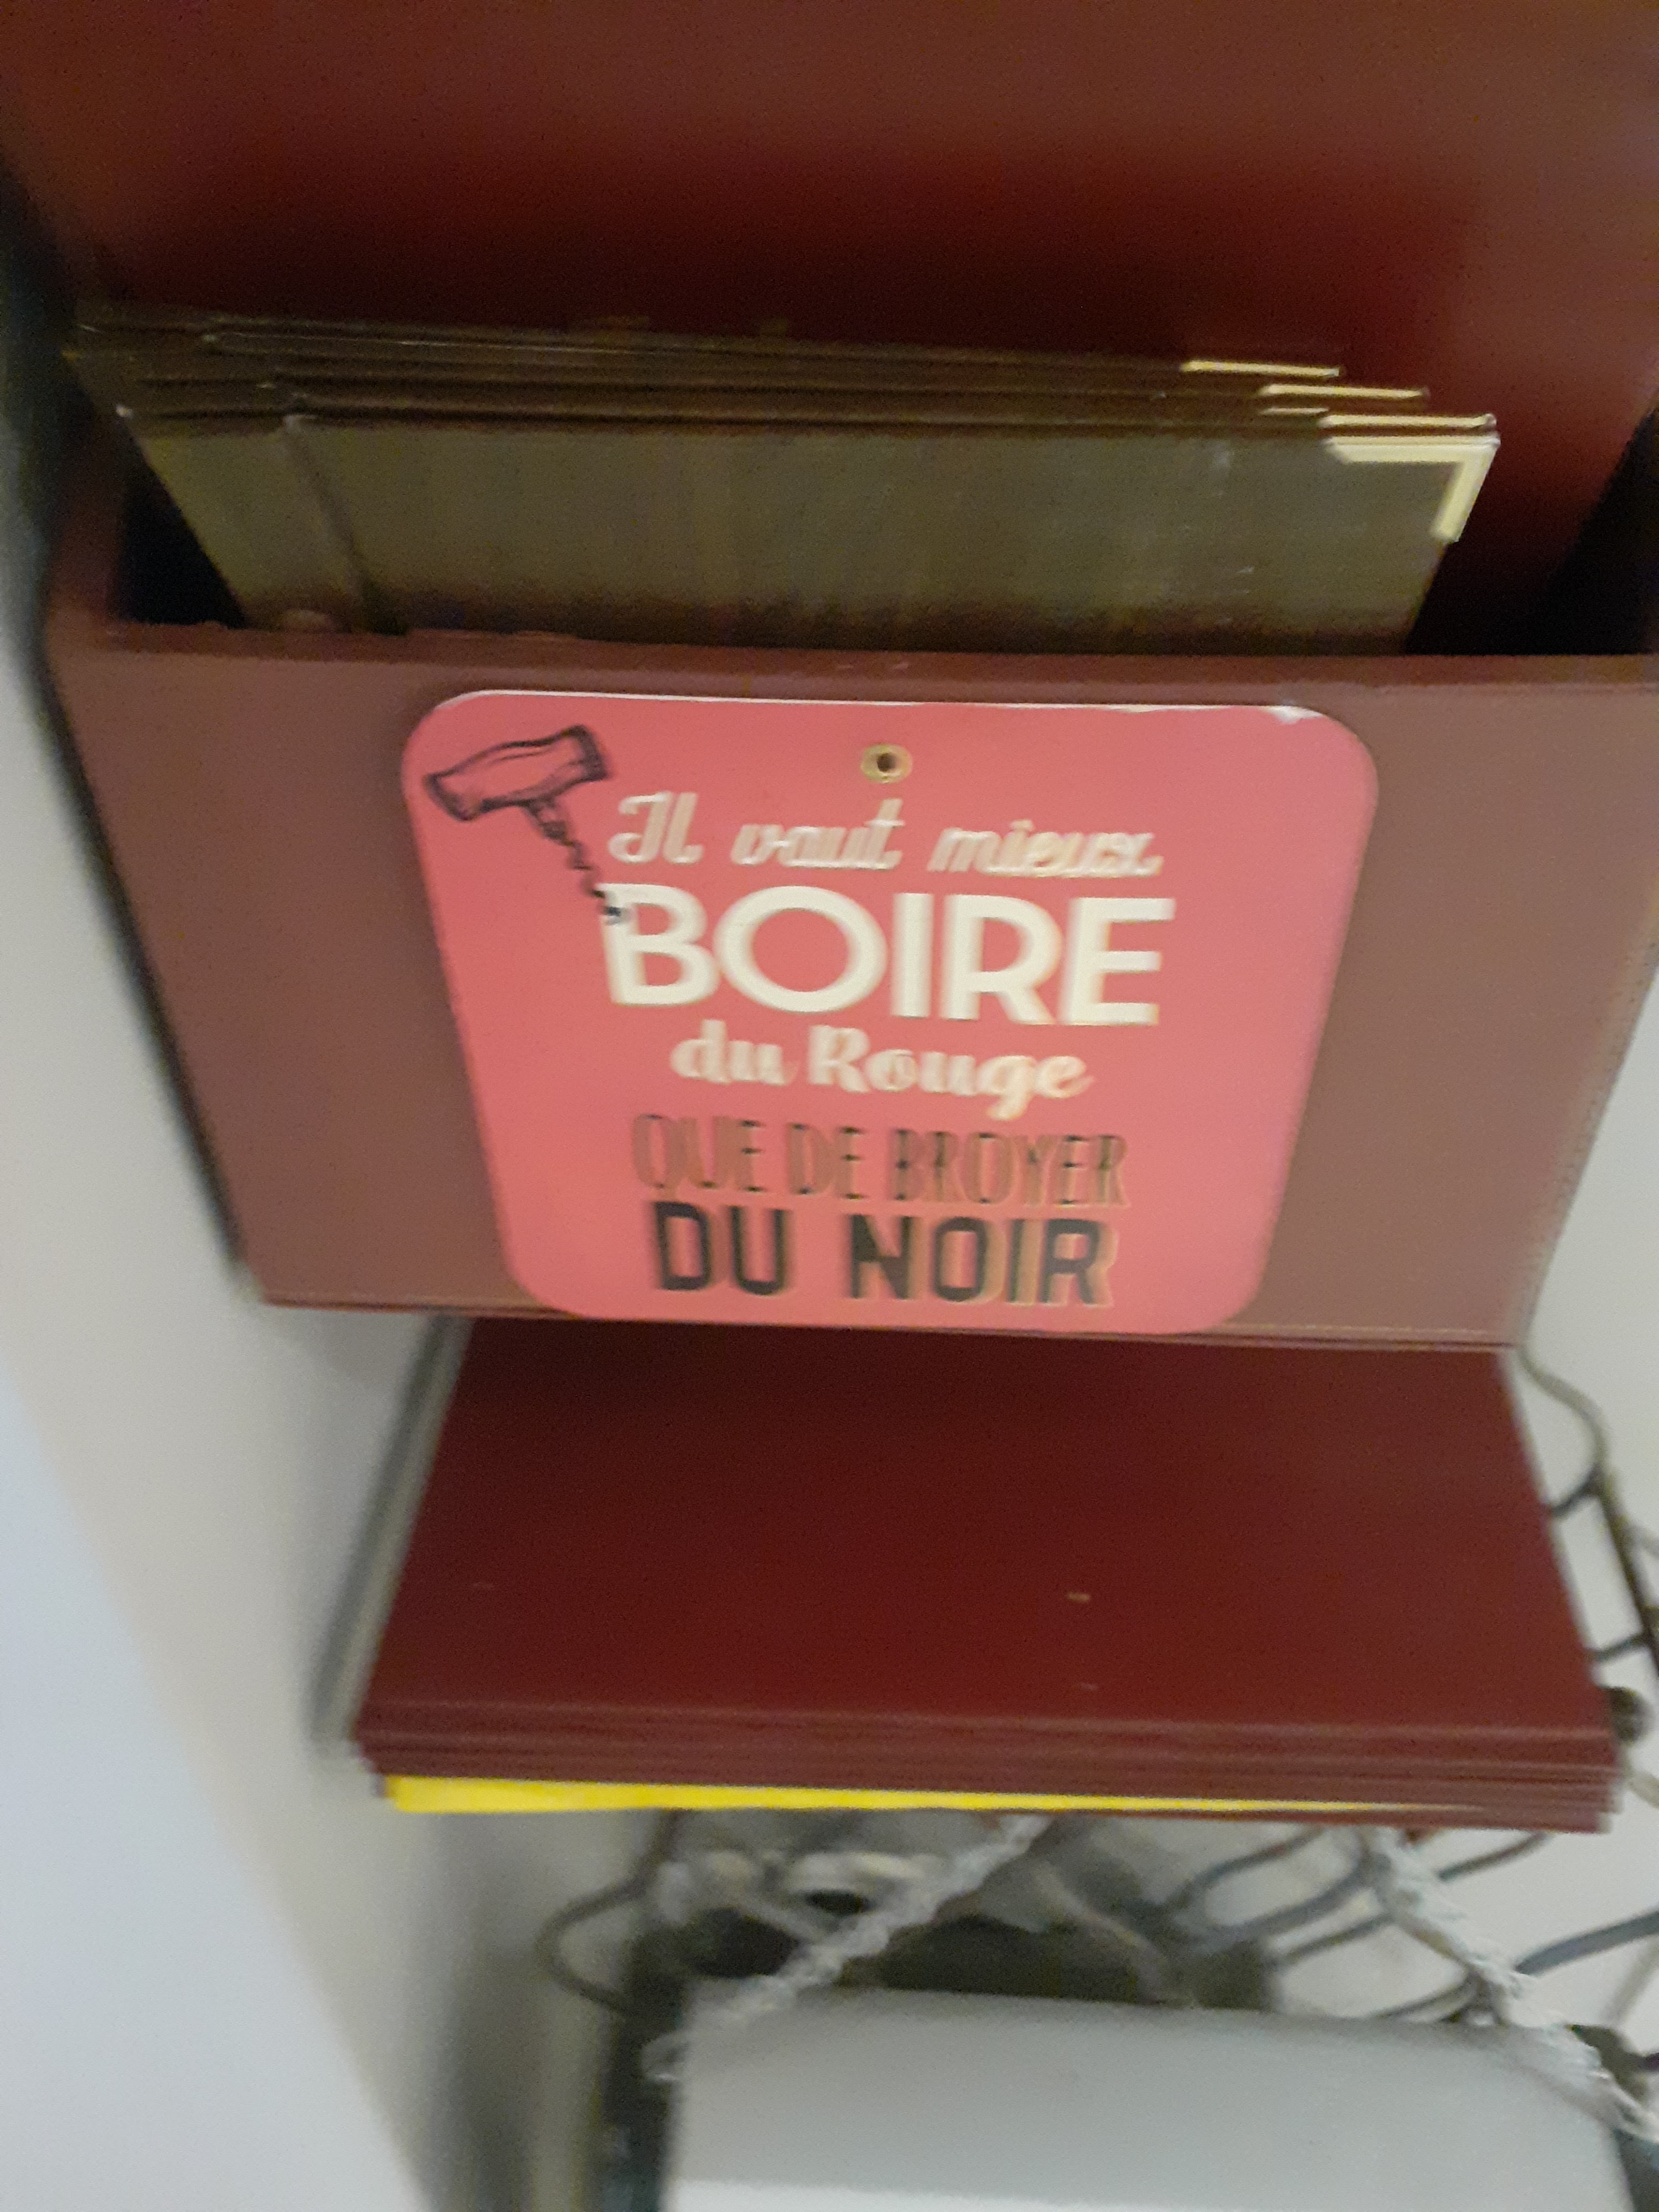 Il vaut mieux
BOIRE
du Rouge
QUE DE BROYER
DU NOIR